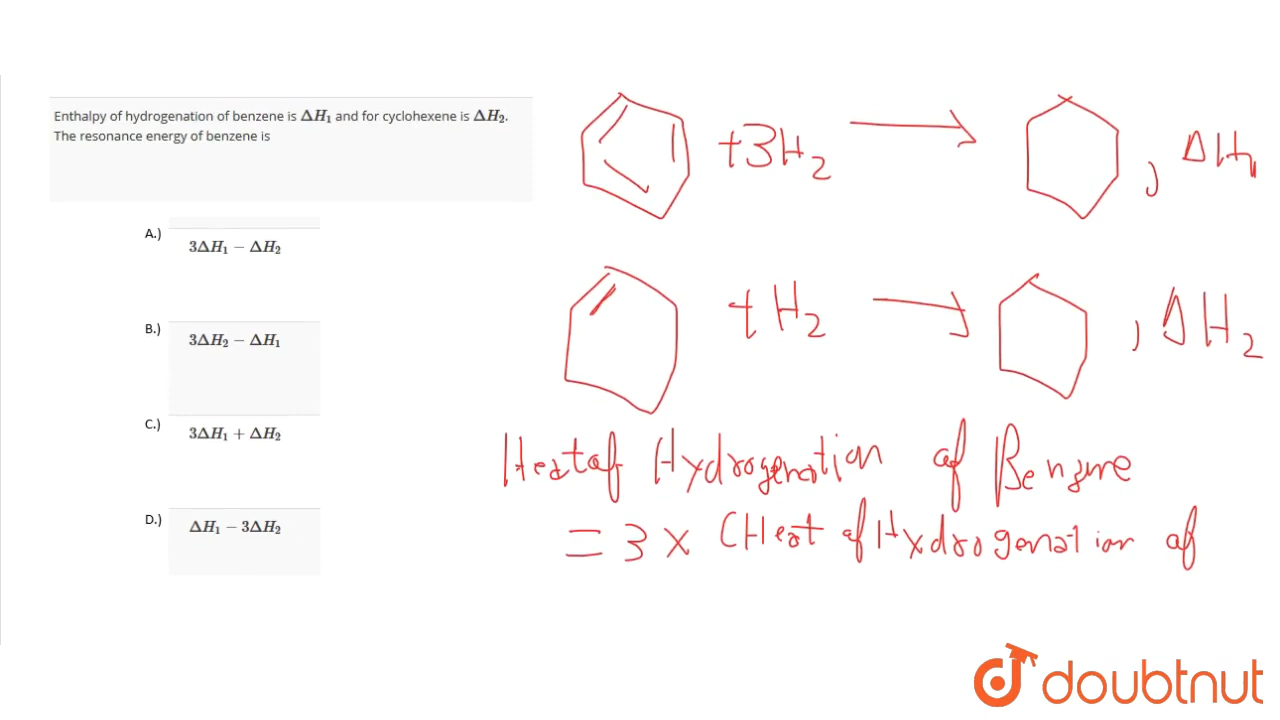 Enthalpy of hydrogenation of benzene is ΔH₁ and for cyclohexene is ΔH₂.
The resonance energy of benzene is
A.) 3ΔH₁ − ΔH₂
B.) 3ΔH₂ − ΔH₁
C.) 3ΔH₁ + ΔH₂
D.) ΔH₁ − 3ΔH₂
+3H₂ → , ΔH₁
+H₂ → , ΔH₂
Heat of Hydrogenation of Benzene
= 3 × (Heat of Hydrogenation of
doubtnut